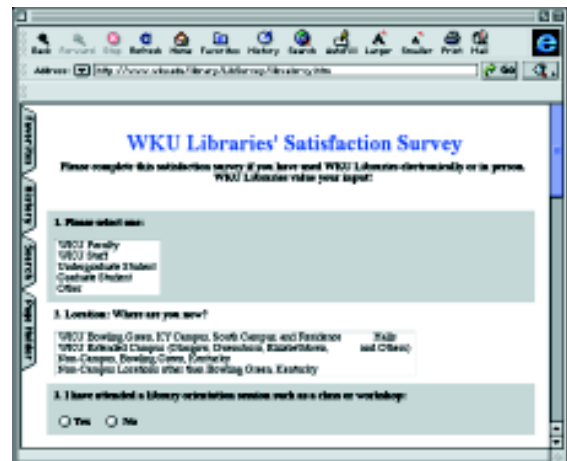 Back Forward Stop Refresh Home Favorites History Search AutoFill Larger Smaller Print Mail
Address: http://www.wku.edu/library/ Go
Favorites
History
Search
Page Holder
WKU Libraries' Satisfaction Survey
Please complete this satisfaction survey if you have used WKU Libraries electronically or in person.
WKU Libraries value your input!
1. Please select one:
WKU Faculty
WKU Staff
Undergraduate Student
Graduate Student
Other
2. Location: Where are you now?
WKU Bowling Green, KY Campus, South Campus and Residence Halls
WKU Extended Campus (Glasgow, Owensboro, Elizabethtown, and Others)
Non-Campus, Bowling Green, Kentucky
Non-Campus Locations other than Bowling Green, Kentucky
3. I have attended a library orientation session such as a class or workshop:
Yes No